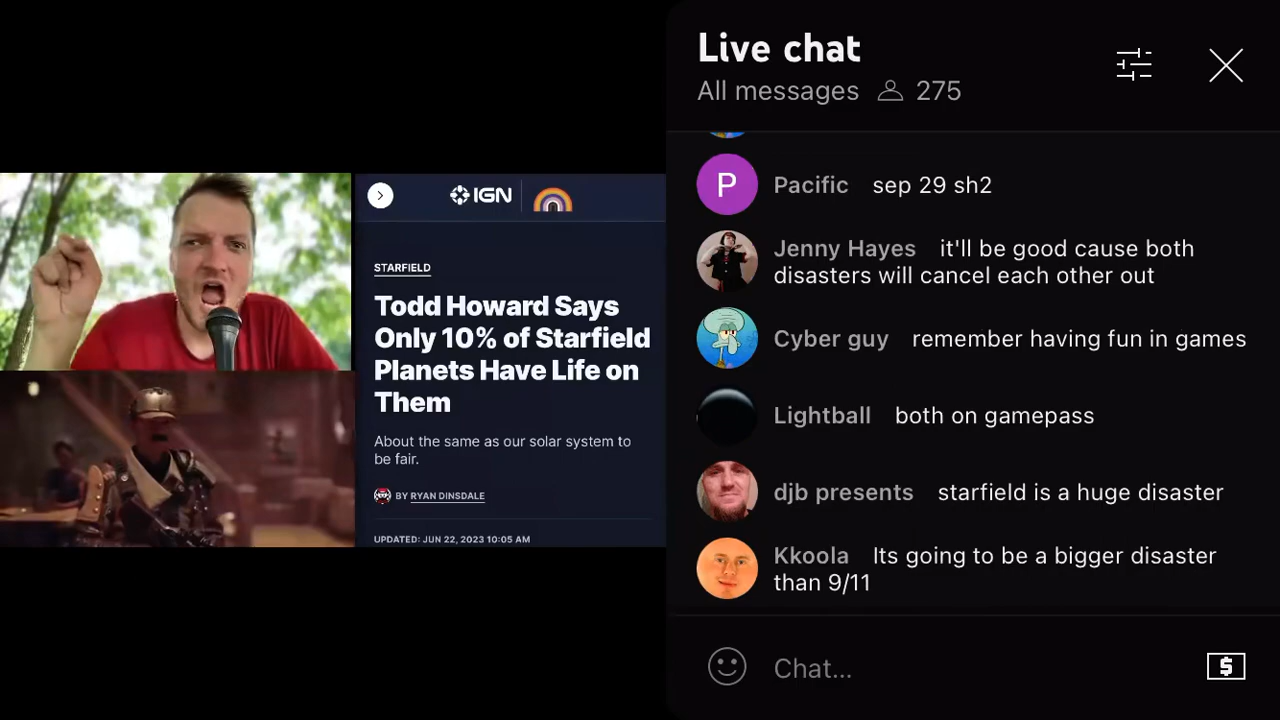 IGN
STARFIELD
Todd Howard Says
Only 10% of Starfield
Planets Have Life on
Them
About the same as our solar system to
be fair.
BY RYAN DINSDALE
UPDATED: JUN 22, 2023 10:05 AM
Live chat
All messages 275
P
Pacific sep 29 sh2
Jenny Hayes it'll be good cause both
disasters will cancel each other out
Cyber guy remember having fun in games
Lightball both on gamepass
djb presents starfield is a huge disaster
Kkoola Its going to be a bigger disaster
than 9/11
Chat...
$